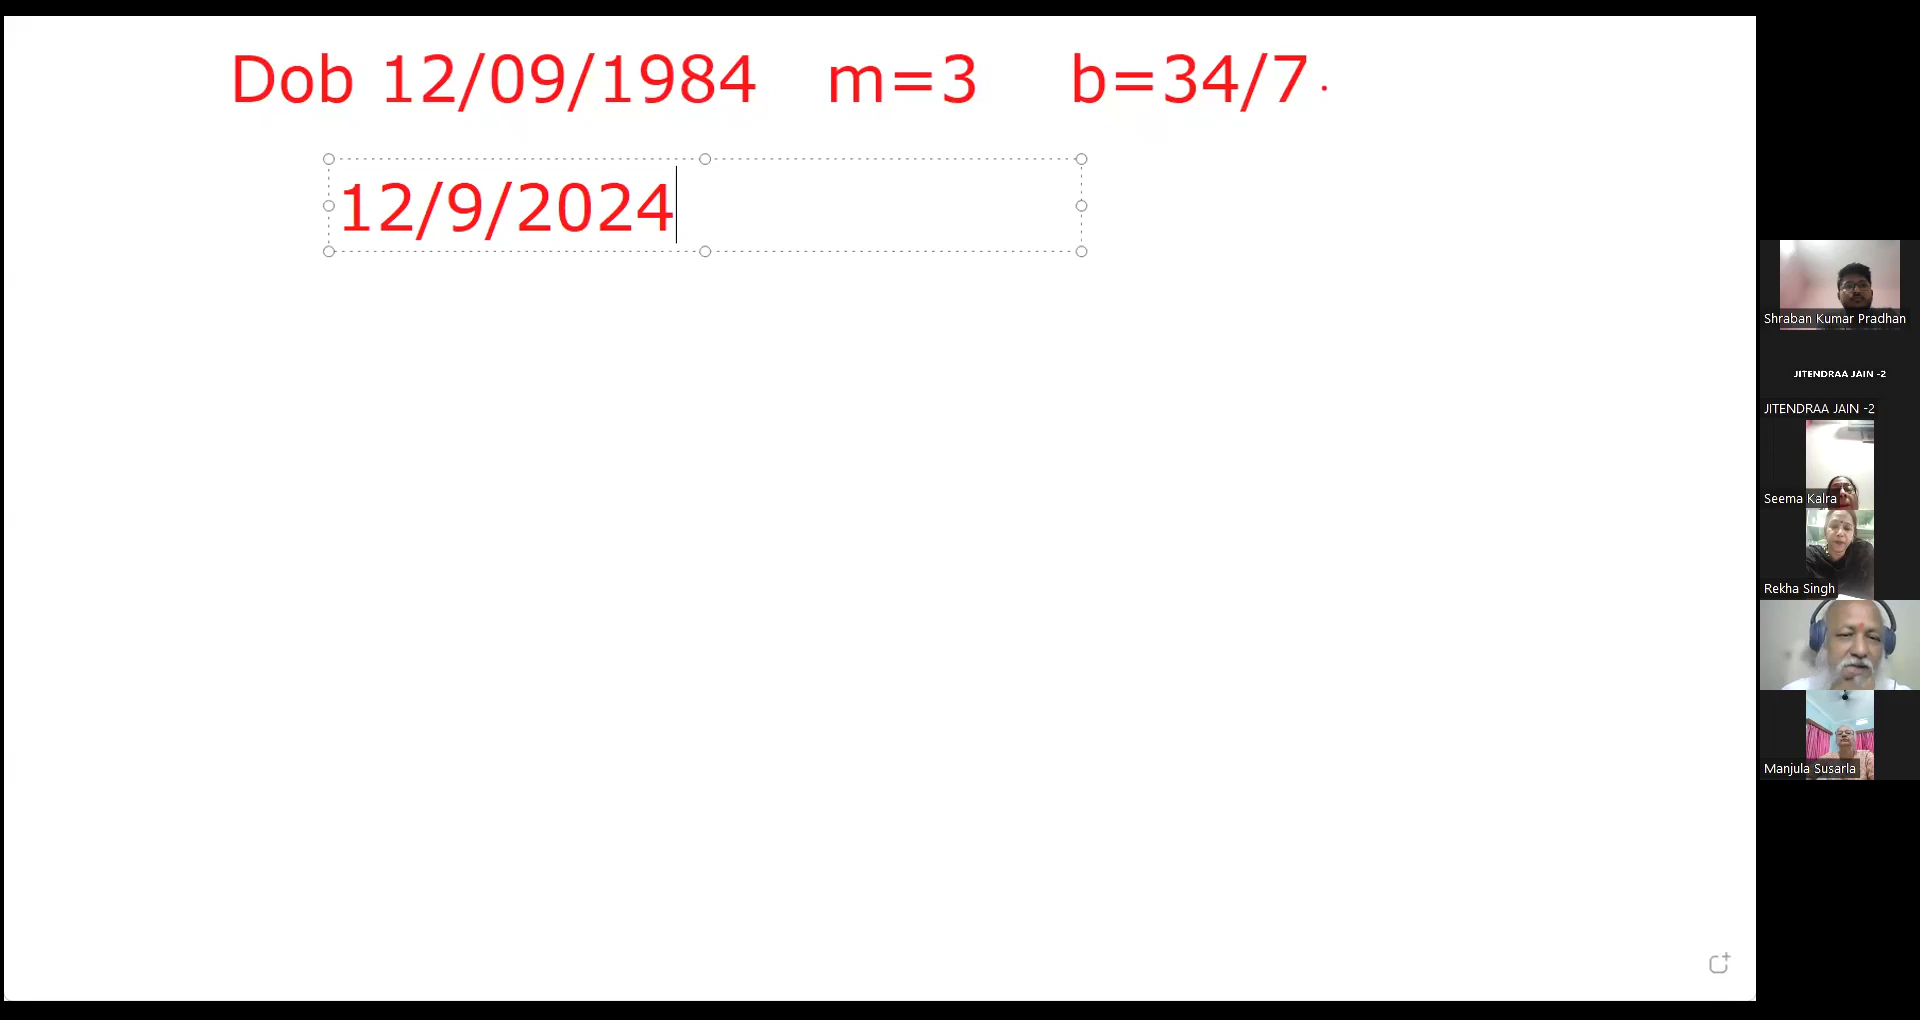 Dob 12/09/1984 m=3 b=34/7.
12/9/2024
Shraban Kumar Pradhan
JITENDRAA JAIN -2
JITENDRAA JAIN -2
Seema Kalra
Rekha Singh
Manjula Susarla